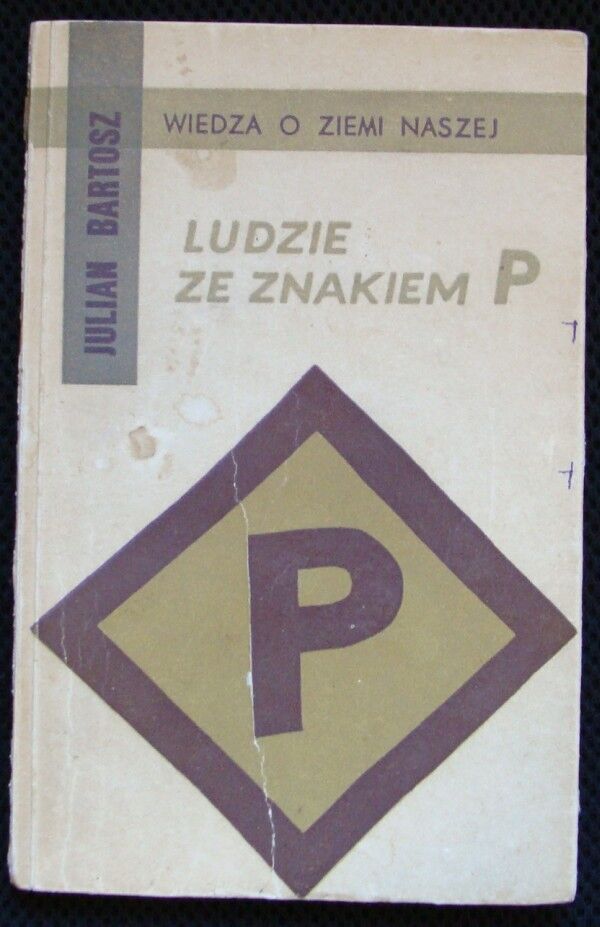 JULIAN BARTOSZ
WIEDZA O ZIEMI NASZEJ
LUDZIE
ZE ZNAKIEM P
P